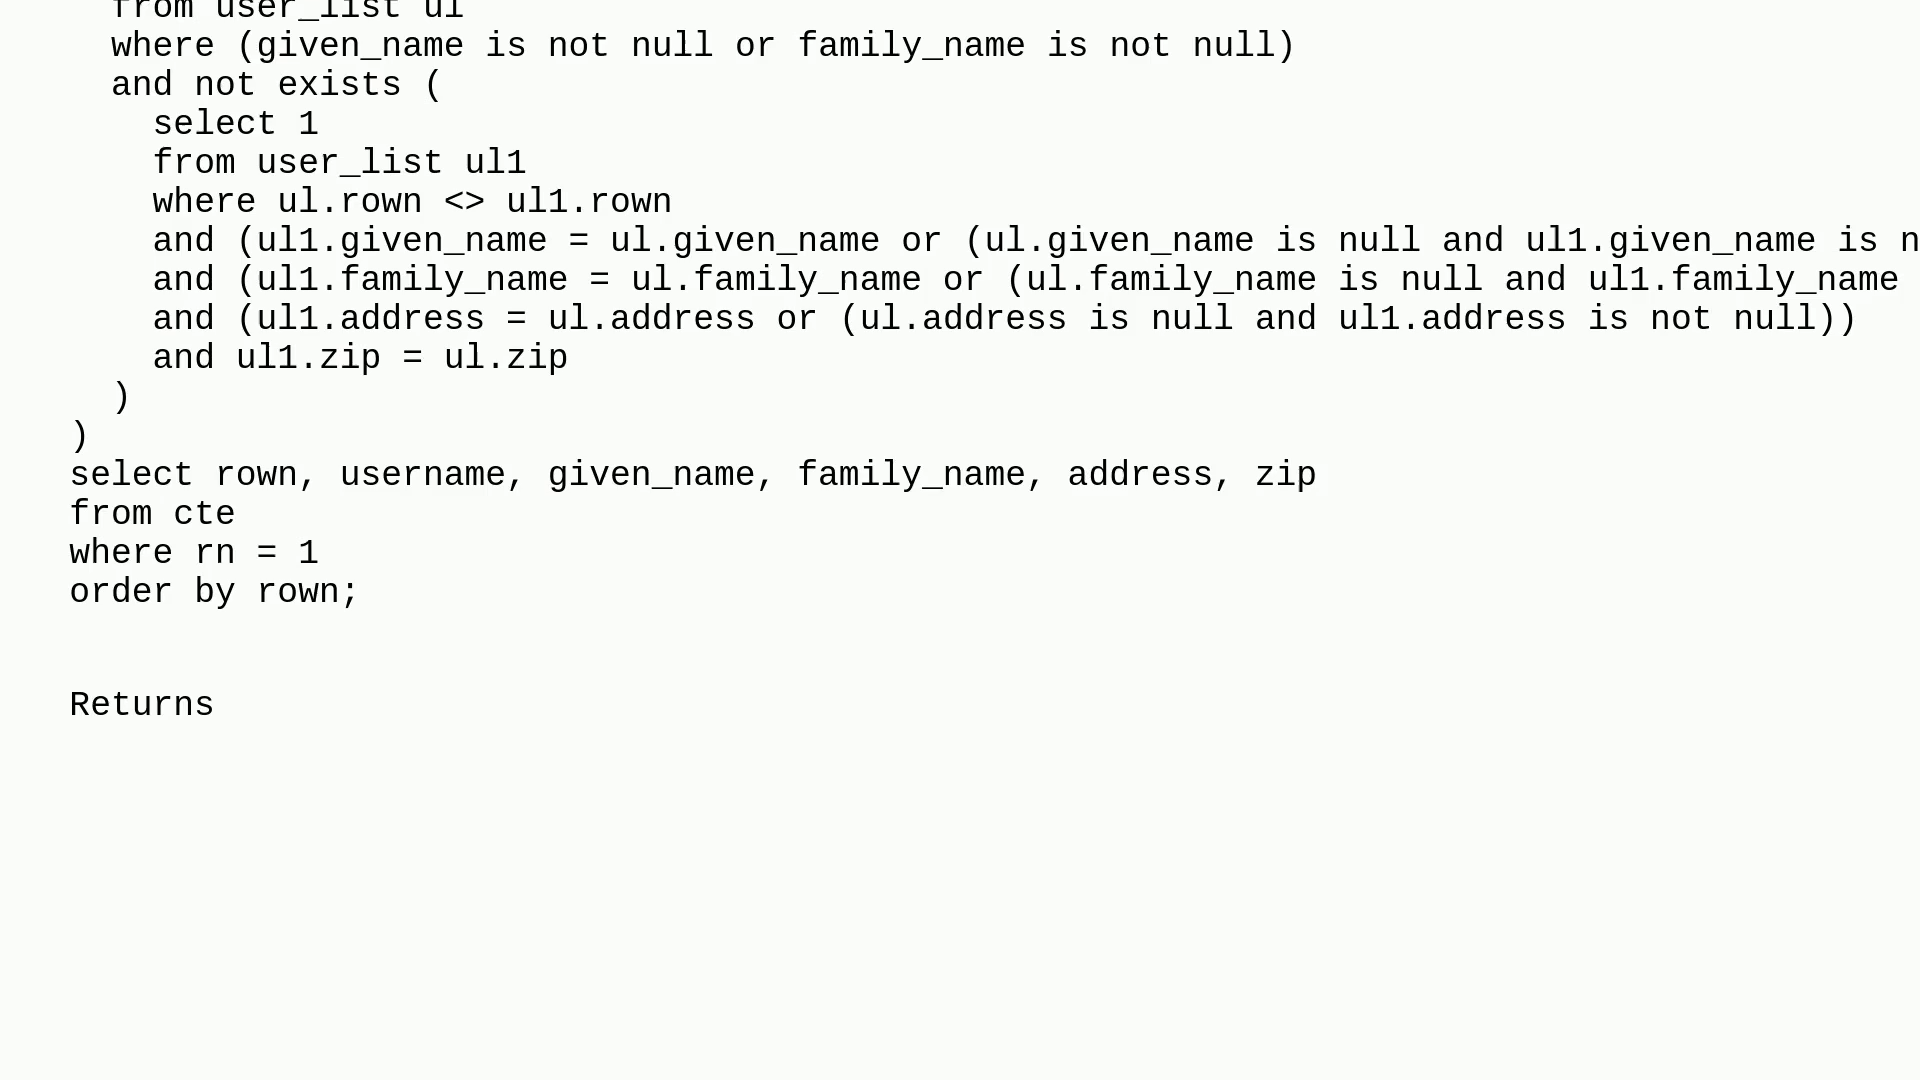 from user_list ul
where (given_name is not null or family_name is not null)
and not exists (
select 1
from user_list ul1
where ul.rown <> ul1.rown
and (ul1.given_name = ul.given_name or (ul.given_name is null and ul1.given_name is n
and (ul1.family_name = ul.family_name or (ul.family_name is null and ul1.family_name
and (ul1.address = ul.address or (ul.address is null and ul1.address is not null))
and ul1.zip = ul.zip
)
)
select rown, username, given_name, family_name, address, zip
from cte
where rn = 1
order by rown;
Returns